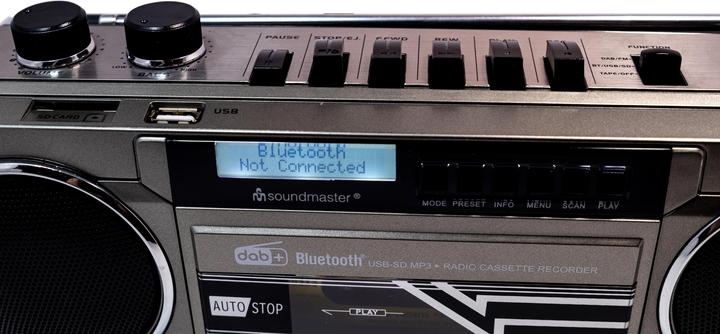 PAUSE STOP/EJ. F.FWD REW
FUNCTION
DAB/FM
BT/USB/SD
TAPE/OFF
VOLUME
LOW
SD CARD
USB
Bluetooth
Not Connected
soundmaster®
MODE PRESET INFO MENU SCAN PLAY
dab+ Bluetooth® USB-SD MP3 • RADIO CASSETTE RECORDER
AUTO STOP
PLAY